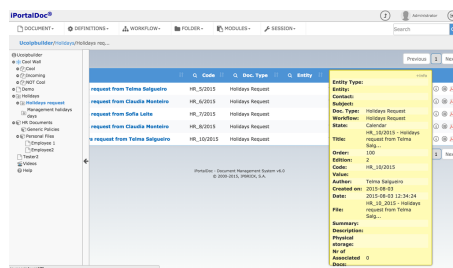 iPortalDoc®
Administrator
DOCUMENT▾ DEFINITIONS▾ WORKFLOW▾ FOLDER▾ MODULES▾ SESSION▾
Search
Ucoipbuilder/Holidays/Holidays req...
Ucoipbuilder
Cool Wall
Cool
Incoming
NOT Cool
Demo
Holidays
Holidays request
Management holidays
days
HR Documents
Generic Policies
Personal Files
Employee 1
Employee2
Tester3
Videos
Help
Previous 1
Code Doc. Type Entity
request from Telma Salgueiro HR_5/2015 Holidays Request
request from Claudia Monteiro HR_6/2015 Holidays Request
request from Sofia Leite HR_7/2015 Holidays Request
request from Claudia Monteiro HR_8/2015 Holidays Request
request from Telma Salgueiro HR_10/2015 Holidays Request
iPortalDoc - Document Management System v6.0
© 2000-2015, IPBRICK, S.A.
Entity Type:
Entity:
Contact:
Subject:
Doc. Type: Holidays Request
Workflow: Holidays Request
State: Calendar
Title: HR_10/2015 - Holidays
request from Telma
Salg...
Order: 100
Edition: 2
Code: HR_10/2015
Value:
Author: Telma Salgueiro
Created on: 2015-08-03
Date: 2015-08-03 12:34:24
File: HR_10_2015 - Holidays
request from Telma
Salg...
Summary:
Description:
Physical
storage:
Nr of
Associated 0
Docs:
1